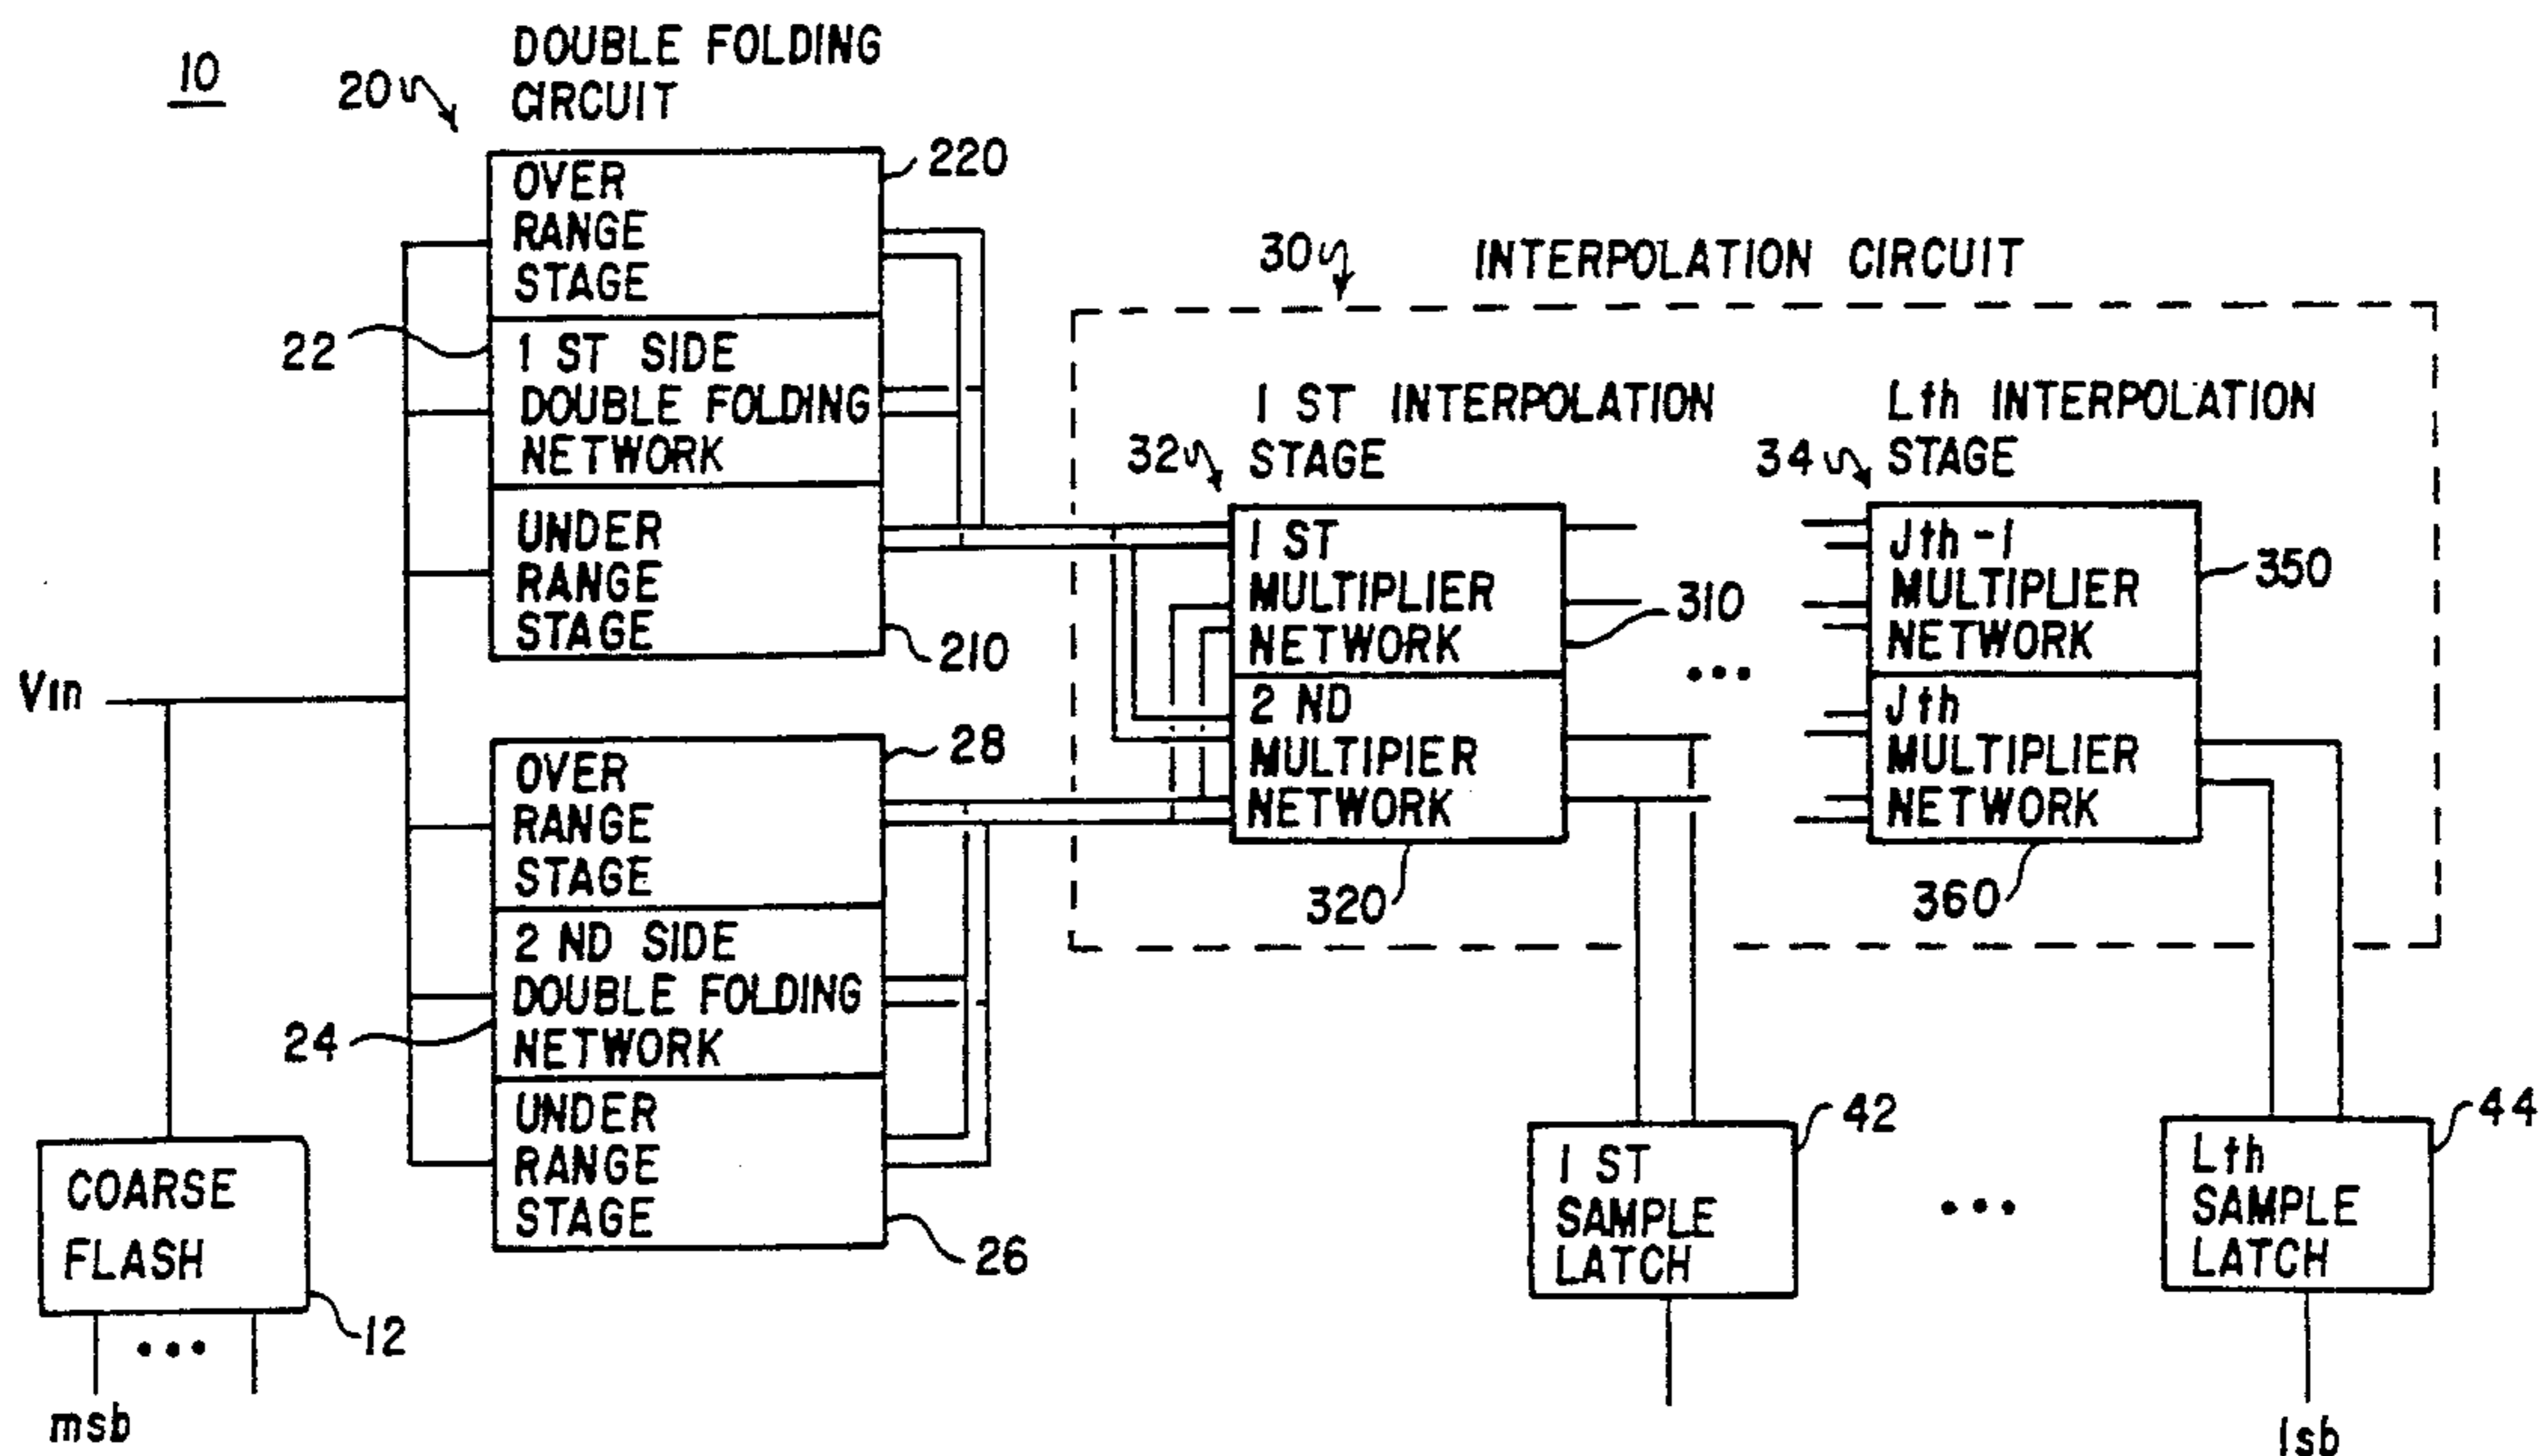 10
20
DOUBLE FOLDING
CIRCUIT
220
OVER
RANGE
STAGE
22
1 ST SIDE
DOUBLE FOLDING
NETWORK
UNDER
RANGE
STAGE
210
Vin
28
OVER
RANGE
STAGE
2 ND SIDE
DOUBLE FOLDING
NETWORK
24
UNDER
RANGE
STAGE
26
COARSE
FLASH
12
•••
msb
30
INTERPOLATION CIRCUIT
1 ST INTERPOLATION
STAGE
32
1 ST
MULTIPLIER
NETWORK
310
2 ND
MULTIPIER
NETWORK
320
•••
Lth INTERPOLATION
STAGE
34
Jth-1
MULTIPLIER
NETWORK
350
Jth
MULTIPLIER
NETWORK
360
42
1 ST
SAMPLE
LATCH
•••
44
Lth
SAMPLE
LATCH
lsb